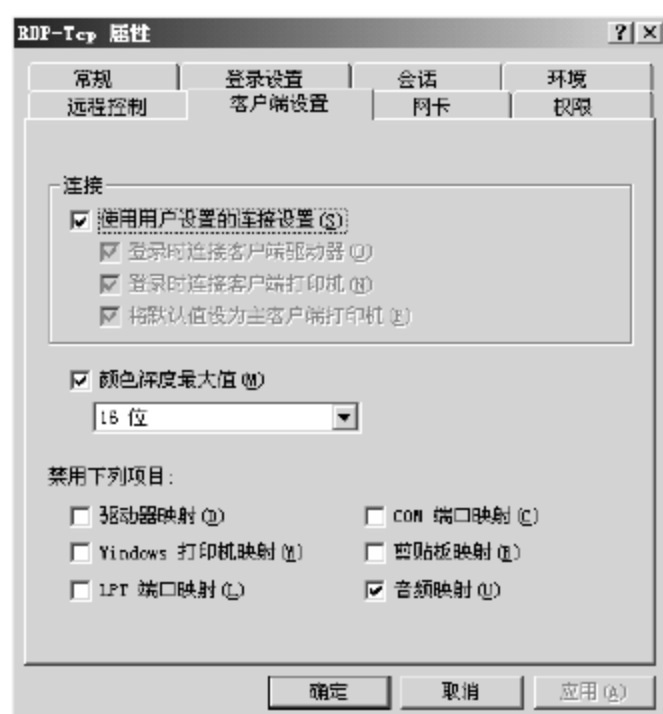 RDP-Tcp 属性
常规 登录设置 会话 环境
远程控制 客户端设置 网卡 权限
连接
使用用户设置的连接设置(S)
登录时连接客户端驱动器(O)
登录时连接客户端打印机(N)
将默认值设为主客户端打印机(F)
颜色深度最大值(M)
16 位
禁用下列项目:
驱动器映射(D) COM 端口映射(C)
Windows 打印机映射(W) 剪贴板映射(B)
LPT 端口映射(L) 音频映射(U)
确定 取消 应用(A)